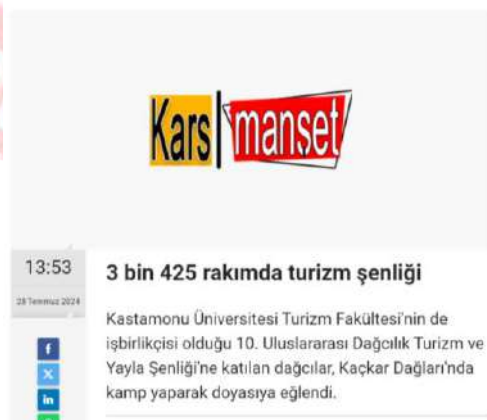 Kars manşet
13:53
28 Temmuz 2024
3 bin 425 rakımda turizm şenliği
Kastamonu Üniversitesi Turizm Fakültesi'nin de
işbirlikçisi olduğu 10. Uluslararası Dağcılık Turizm ve
Yayla Şenliği'ne katılan dağcılar, Kaçkar Dağları'nda
kamp yaparak doyasıya eğlendi.